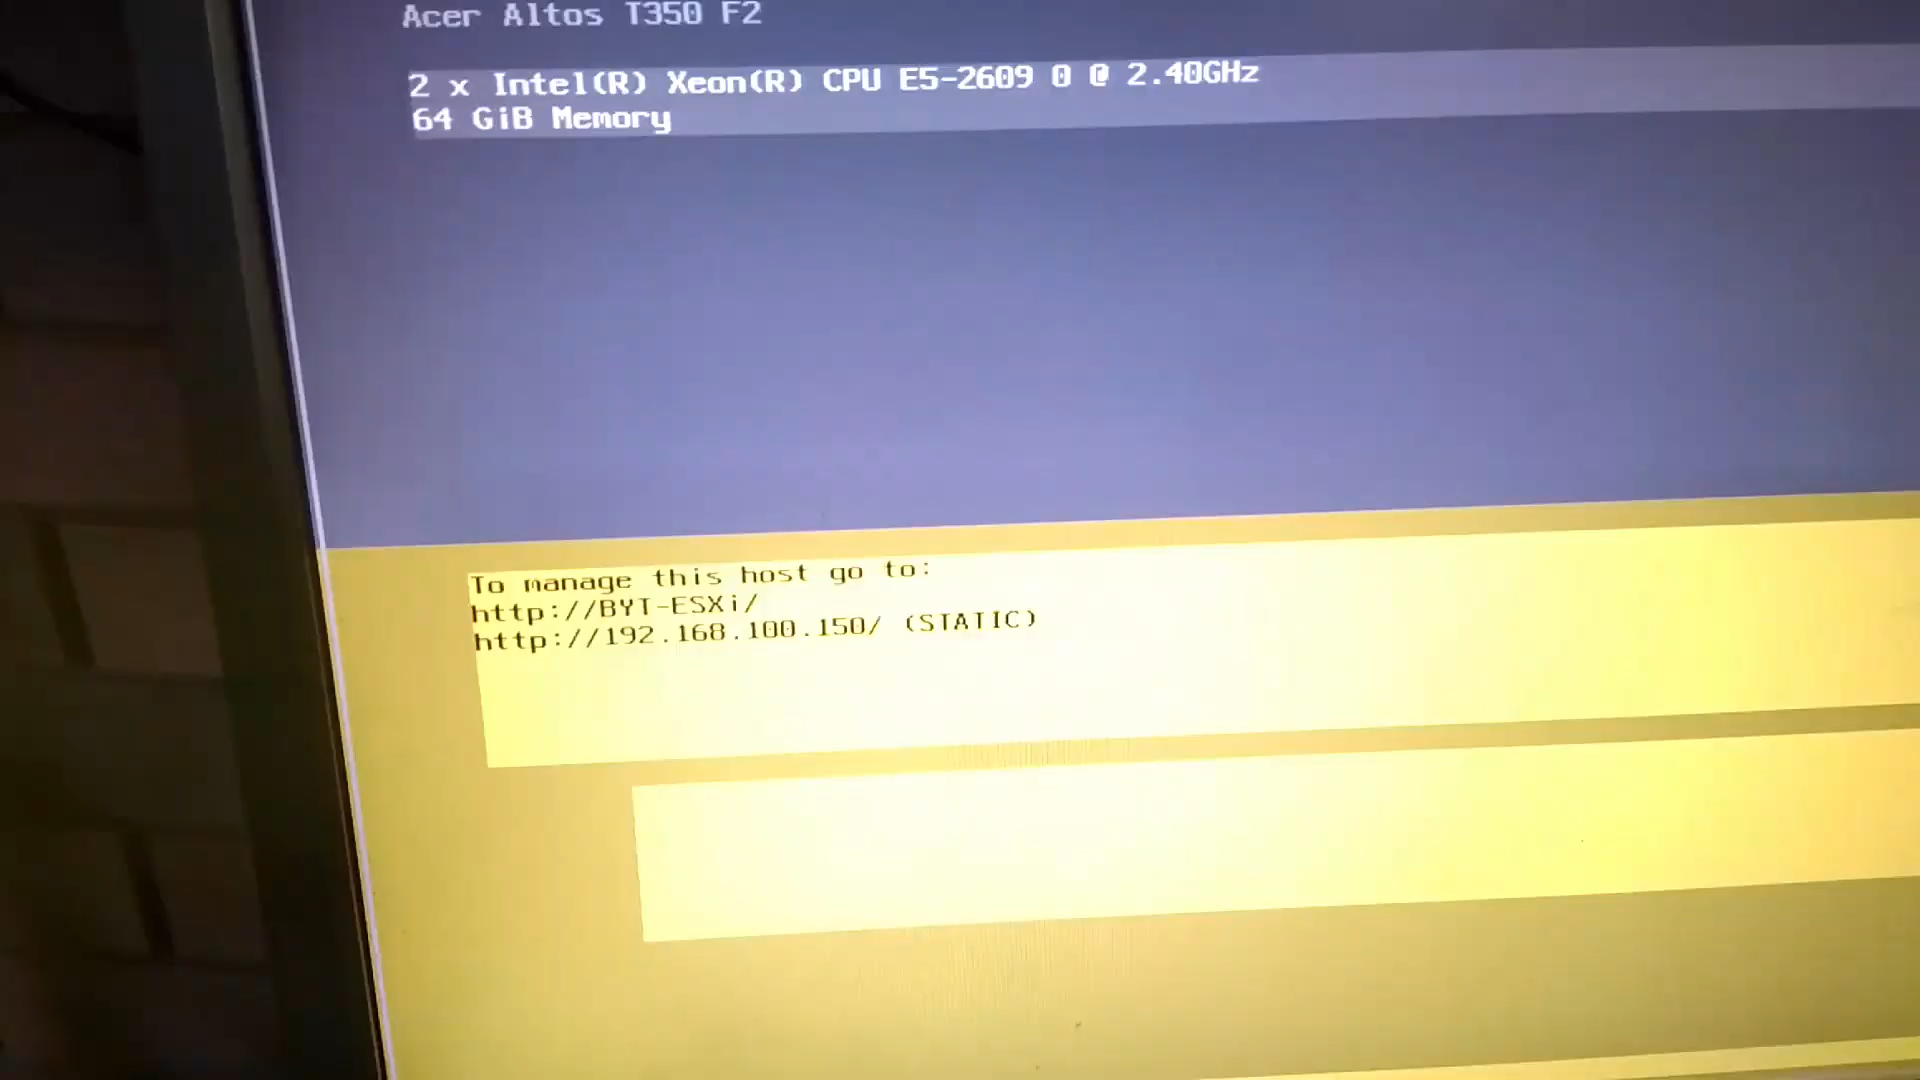 Acer Altos T350 F2
2 x Intel(R) Xeon(R) CPU E5-2609 0 @ 2.40GHz
64 GiB Memory
To manage this host go to:
http://BYT-ESXi/
http://192.168.100.150/ (STATIC)